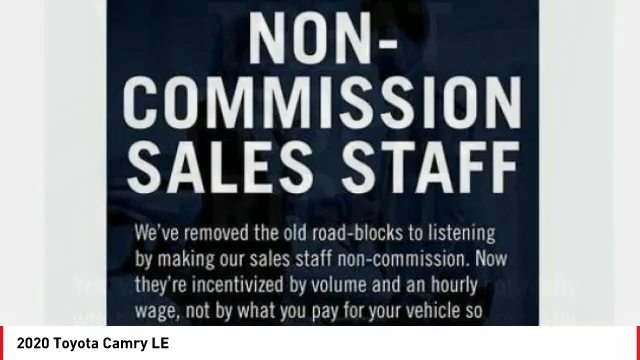 NON-
COMMISSION
SALES STAFF
We've removed the old road-blocks to listening
by making our sales staff non-commission. Now
they're incentivized by volume and an hourly
wage, not by what you pay for your vehicle so
2020 Toyota Camry LE